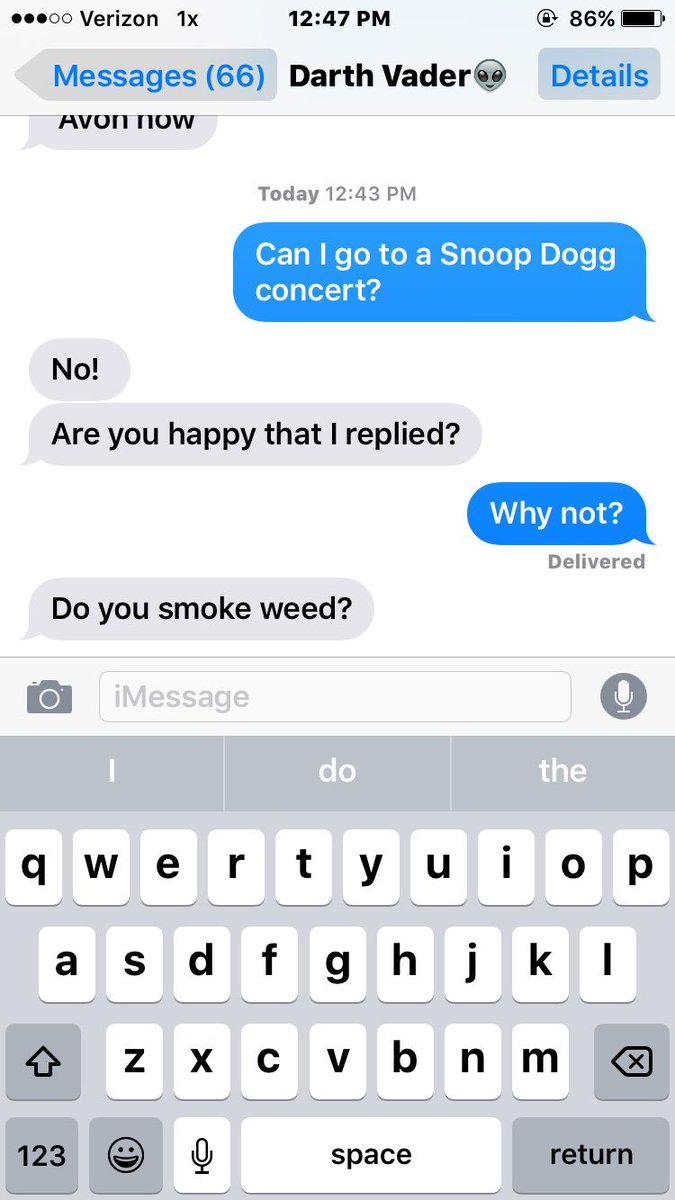 Verizon 1x 12:47 PM 86%
Messages (66) Darth Vader👽 Details
Avon now
Today 12:43 PM
Can I go to a Snoop Dogg
concert?
No!
Are you happy that I replied?
Why not?
Delivered
Do you smoke weed?
iMessage
I do the
q w e r t y u i o p
a s d f g h j k l
z x c v b n m
123 space return